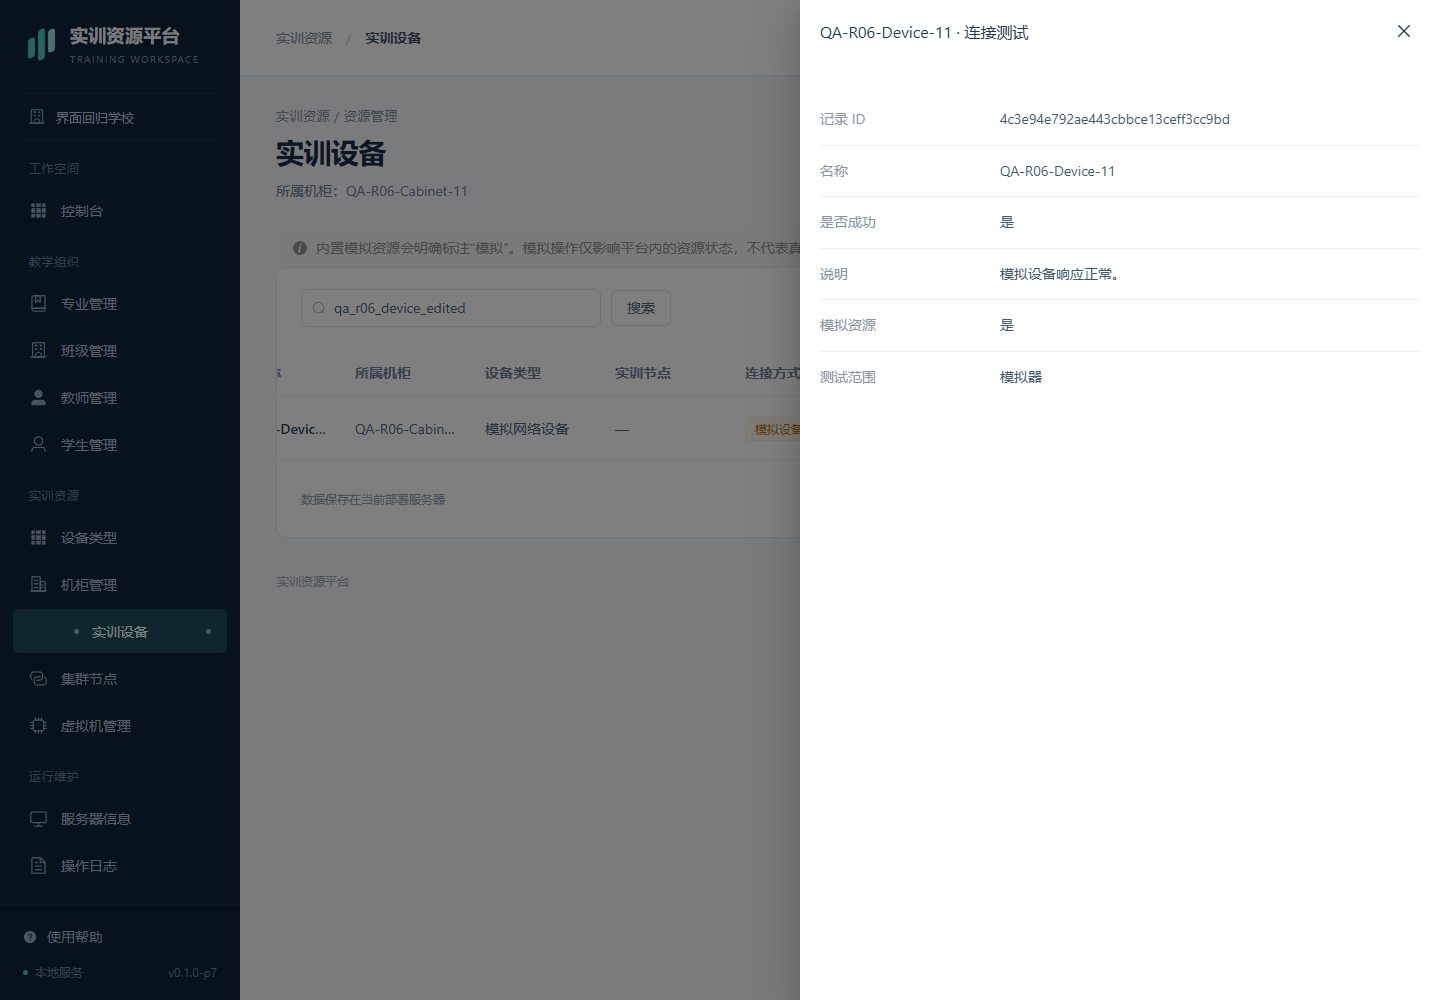 实训资源平台
TRAINING WORKSPACE
界面回归学校
工作空间
控制台
教学组织
专业管理
班级管理
教师管理
学生管理
实训资源
设备类型
机柜管理
实训设备
集群节点
虚拟机管理
运行维护
服务器信息
操作日志
使用帮助
本地服务 v0.1.0-p7
实训资源 / 实训设备
实训资源 / 资源管理
实训设备
所属机柜：QA-R06-Cabinet-11
内置模拟资源会明确标注“模拟”。模拟操作仅影响平台内的资源状态，不代表真
qa_r06_device_edited 搜索
所属机柜 设备类型 实训节点 连接方式
-Devic... QA-R06-Cabin... 模拟网络设备 — 模拟设备
数据保存在当前部署服务器
实训资源平台
QA-R06-Device-11 · 连接测试
记录 ID 4c3e94e792ae443cbbce13ceff3cc9bd
名称 QA-R06-Device-11
是否成功 是
说明 模拟设备响应正常。
模拟资源 是
测试范围 模拟器